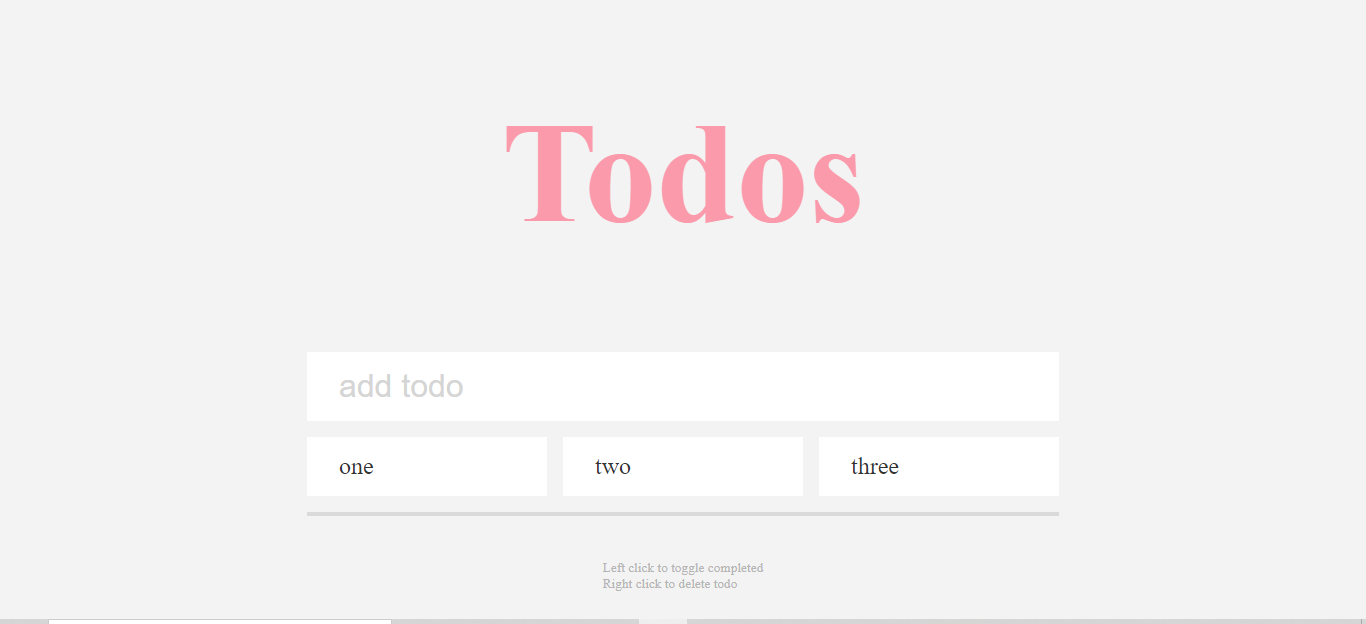 Todos
add todo
one two three
Left click to toggle completed
Right click to delete todo